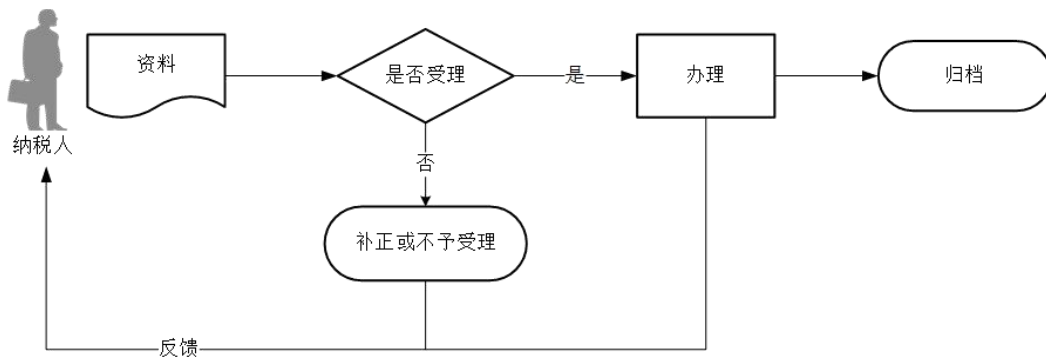 资料
是否受理
是
办理
归档
纳税人
否
补正或不予受理
反馈